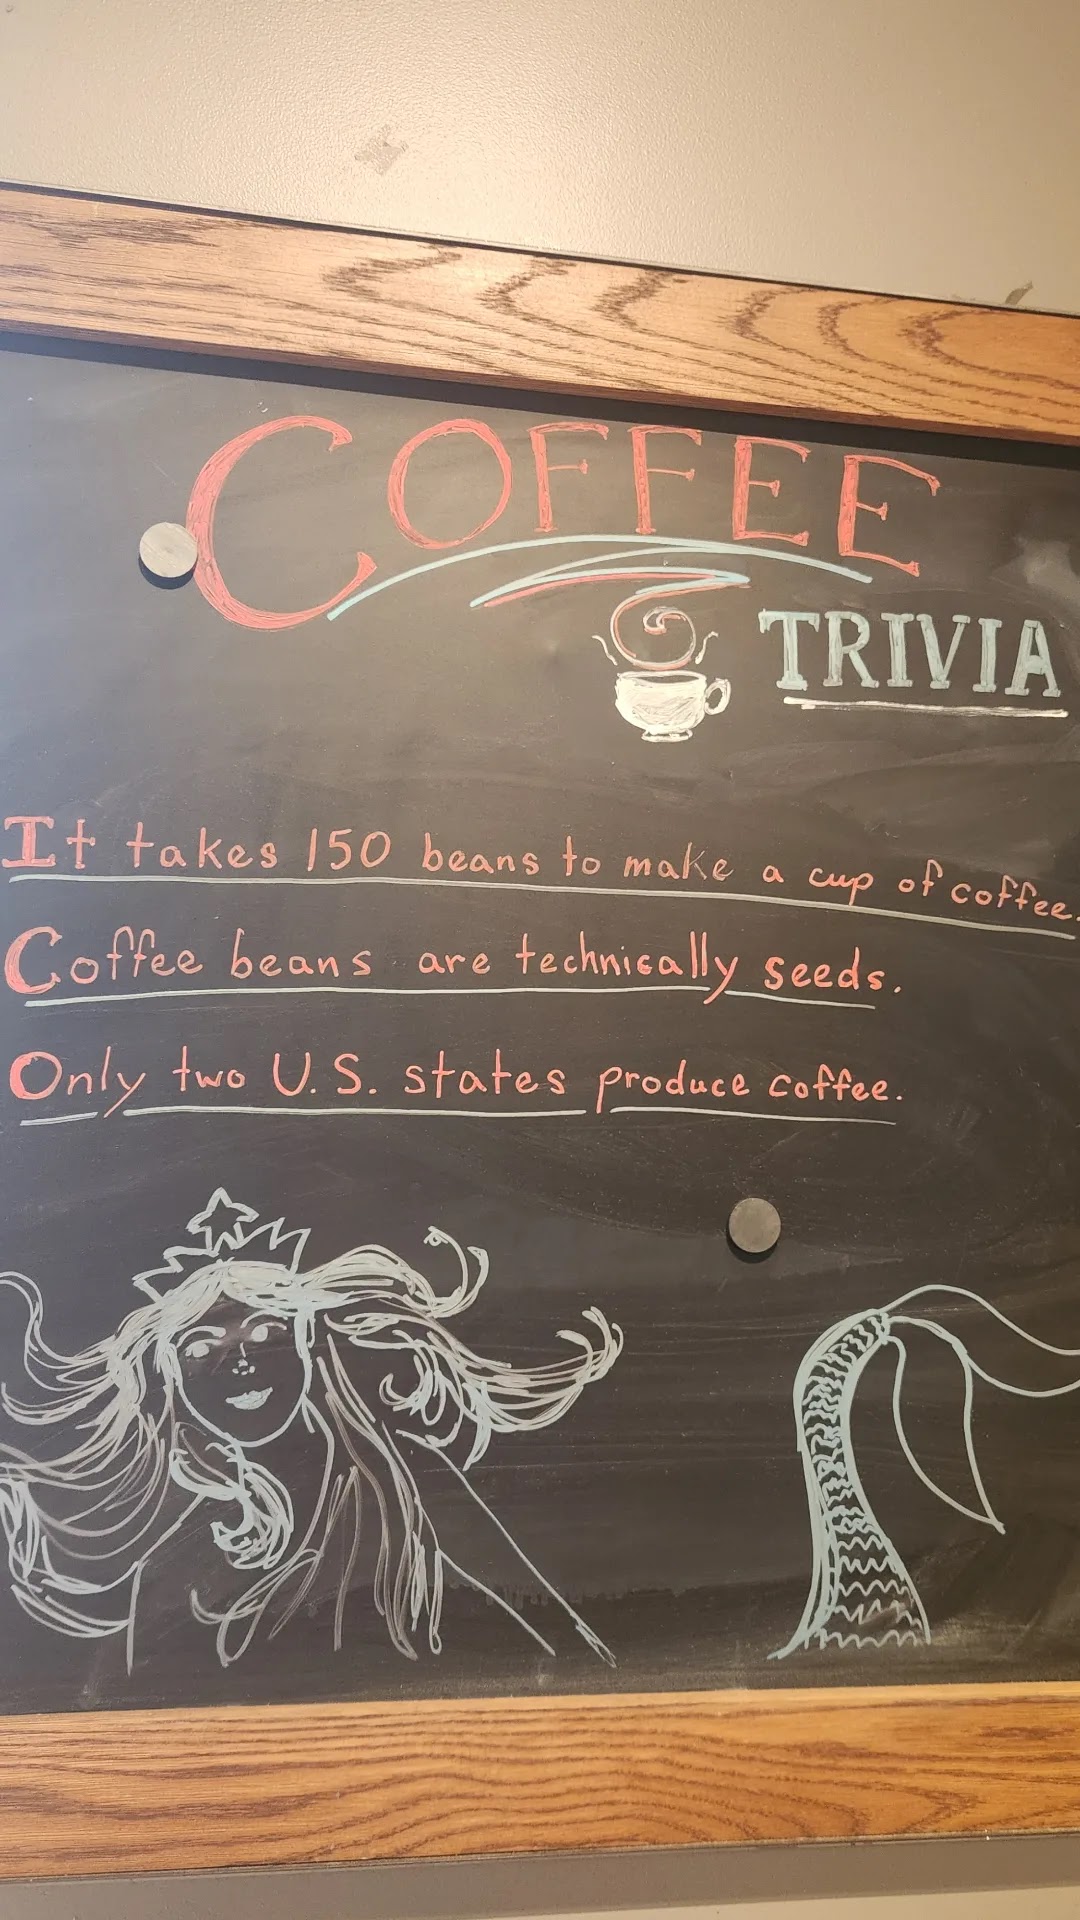 COFFEE
TRIVIA
It takes 150 beans to make a cup of coffee.
Coffee beans are technically seeds.
Only two U.S. states produce coffee.